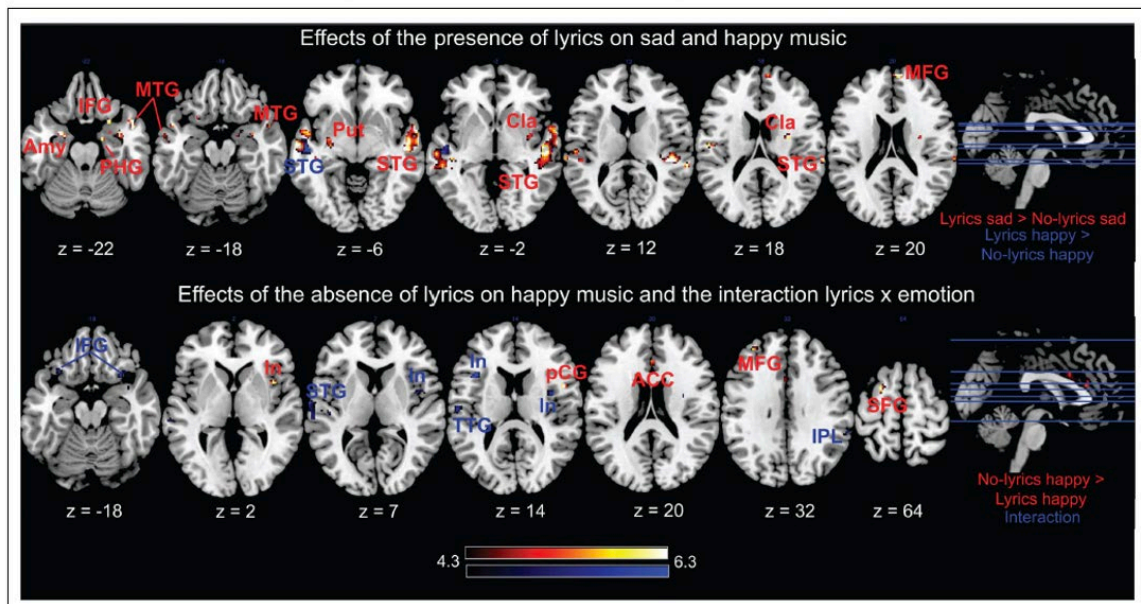 Effects of the presence of lyrics on sad and happy music
MTG
IFG
Amy
PHG
MTG
Put
STG
STG
Cla
STG
Cla
STG
MFG
Lyrics sad > No-lyrics sad
Lyrics happy >
No-lyrics happy
z = -22
z = -18
z = -6
z = -2
z = 12
z = 18
z = 20
Effects of the absence of lyrics on happy music and the interaction lyrics x emotion
IFG
In
STG
In
In
TTG
pCG
In
ACC
MFG
IPL
SFG
No-lyrics happy >
Lyrics happy
Interaction
z = -18
z = 2
z = 7
z = 14
z = 20
z = 32
z = 64
4.3
6.3